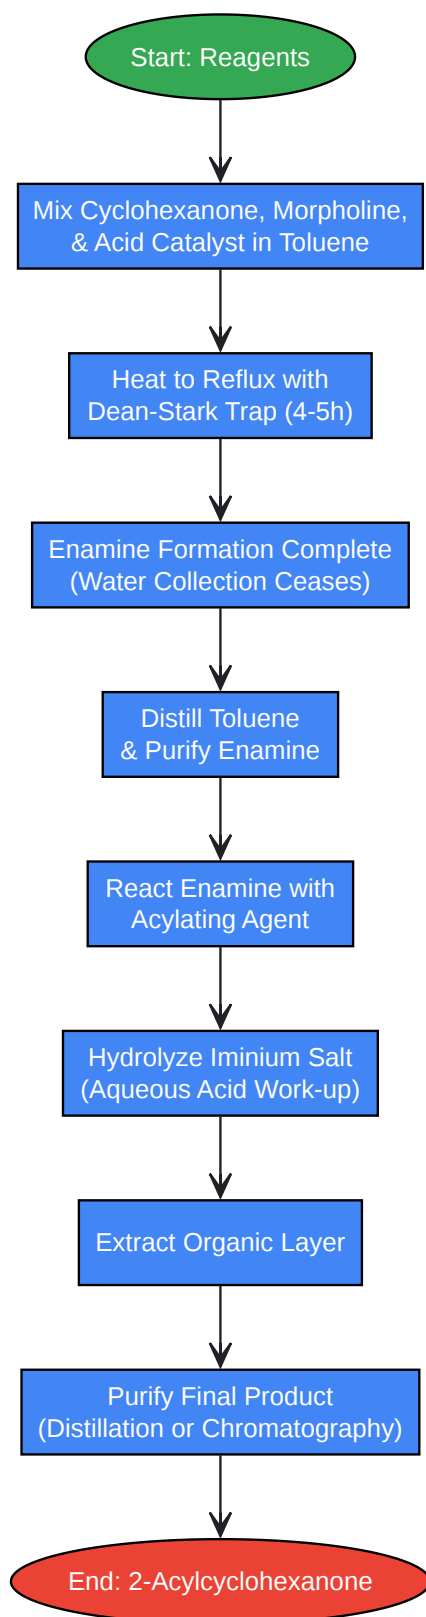 Start: Reagents
Mix Cyclohexanone, Morpholine,
& Acid Catalyst in Toluene
Heat to Reflux with
Dean-Stark Trap (4-5h)
Enamine Formation Complete
(Water Collection Ceases)
Distill Toluene
& Purify Enamine
React Enamine with
Acylating Agent
Hydrolyze Iminium Salt
(Aqueous Acid Work-up)
Extract Organic Layer
Purify Final Product
(Distillation or Chromatography)
End: 2-Acylcyclohexanone